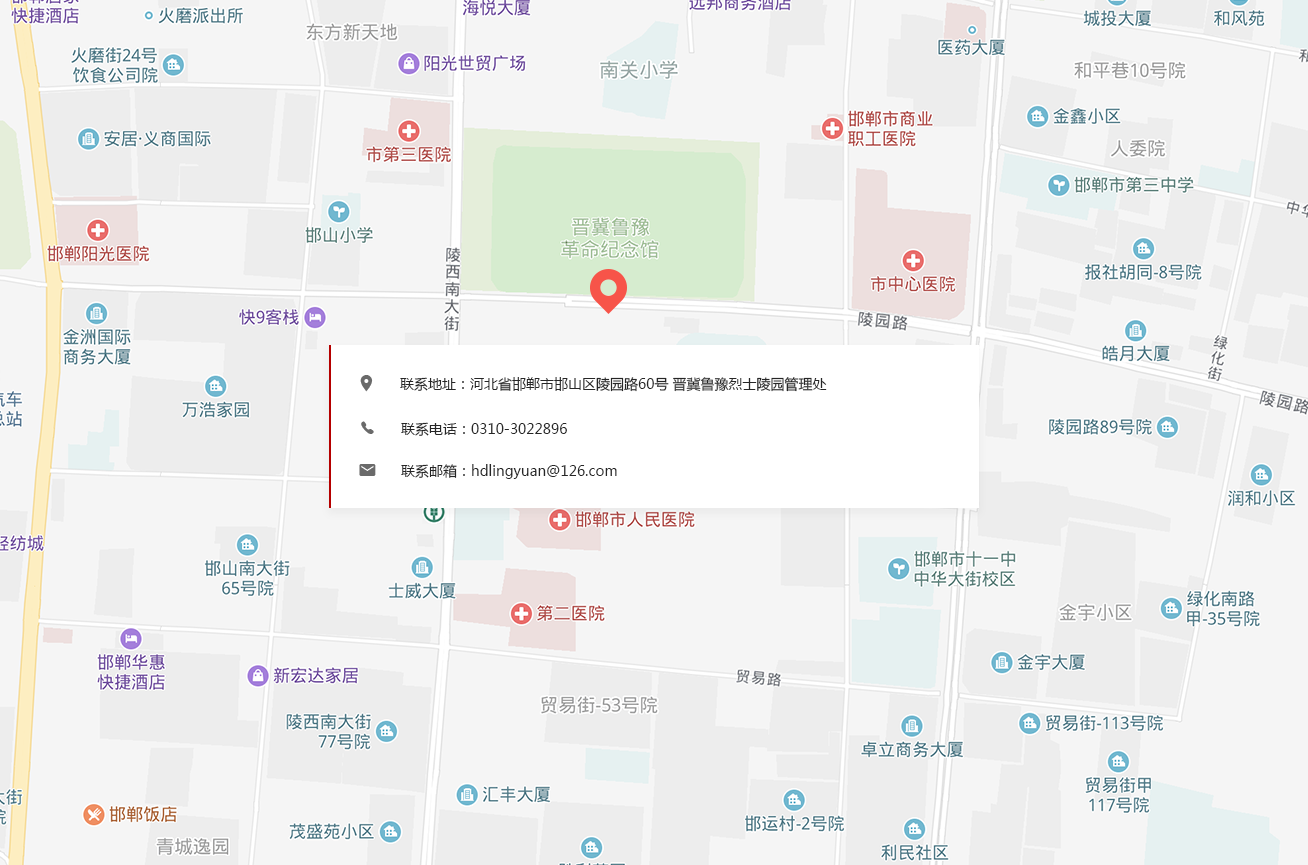 快捷酒店
火磨派出所
海悦大厦
城投大厦
和风苑
东方新天地
医药大厦
火磨街24号
饮食公司院
阳光世贸广场
南关小学
和平巷10号院
安居·义商国际
市第三医院
邯郸市商业
职工医院
金鑫小区
人委院
邯郸市第三中学
邯山小学
邯郸阳光医院
晋冀鲁豫
革命纪念馆
陵西南大街
市中心医院
报社胡同-8号院
快9客栈
陵园路
金洲国际
商务大厦
皓月大厦
绿化街
万浩家园
陵园路
联系地址：河北省邯郸市邯山区陵园路60号 晋冀鲁豫烈士陵园管理处
联系电话：0310-3022896
联系邮箱：hdlingyuan@126.com
陵园路89号院
润和小区
邯郸市人民医院
邯山南大街
65号院
士威大厦
邯郸市十一中
中华大街校区
第二医院
金宇小区
绿化南路
甲-35号院
邯郸华惠
快捷酒店
新宏达家居
贸易路
金宇大厦
贸易街-53号院
陵西南大街
77号院
卓立商务大厦
贸易街-113号院
汇丰大厦
贸易街甲
117号院
邯郸饭店
茂盛苑小区
邯运村-2号院
青城逸园
利民社区